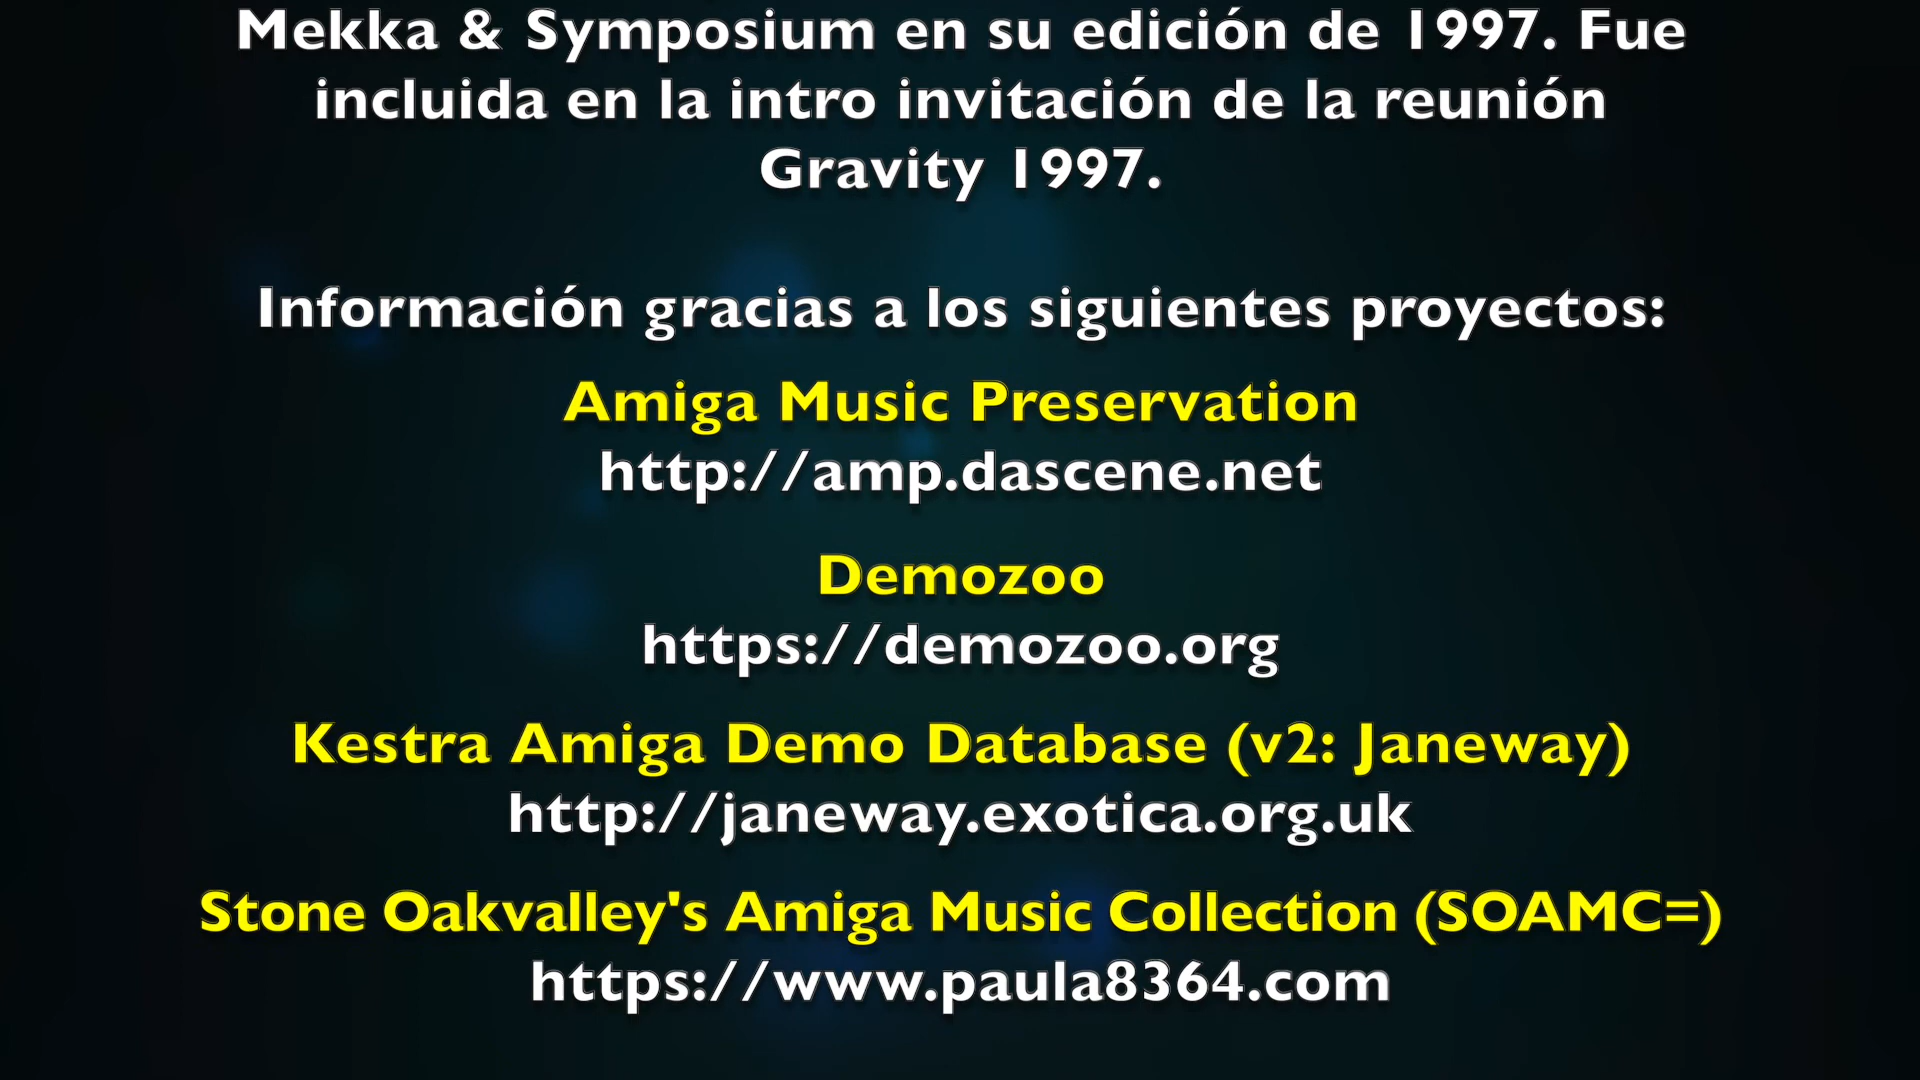 Mekka & Symposium en su edición de 1997. Fue
incluida en la intro invitación de la reunión
Gravity 1997.
Información gracias a los siguientes proyectos:
Amiga Music Preservation
http://amp.dascene.net
Demozoo
https://demozoo.org
Kestra Amiga Demo Database (v2: Janeway)
http://janeway.exotica.org.uk
Stone Oakvalley's Amiga Music Collection (SOAMC=)
https://www.paula8364.com